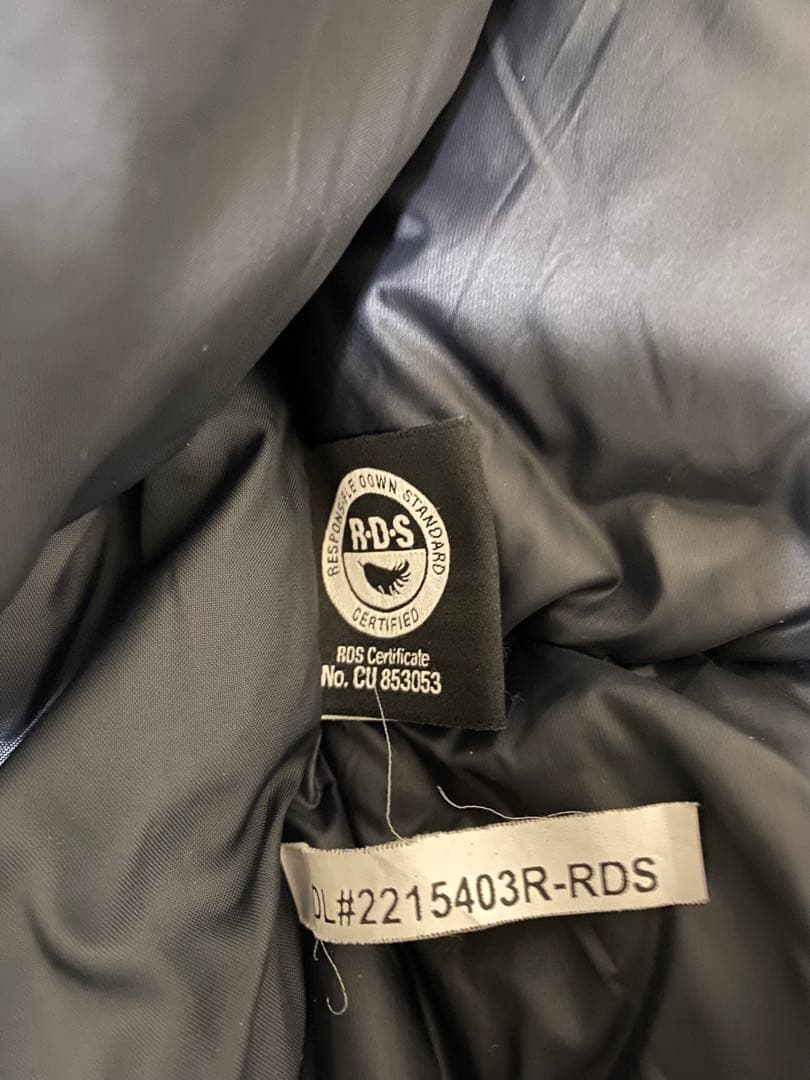 RESPONSIBLE DOWN STANDARD
R·D·S
CERTIFIED
RDS Certificate
No. CU 853053
DL#2215403R-RDS